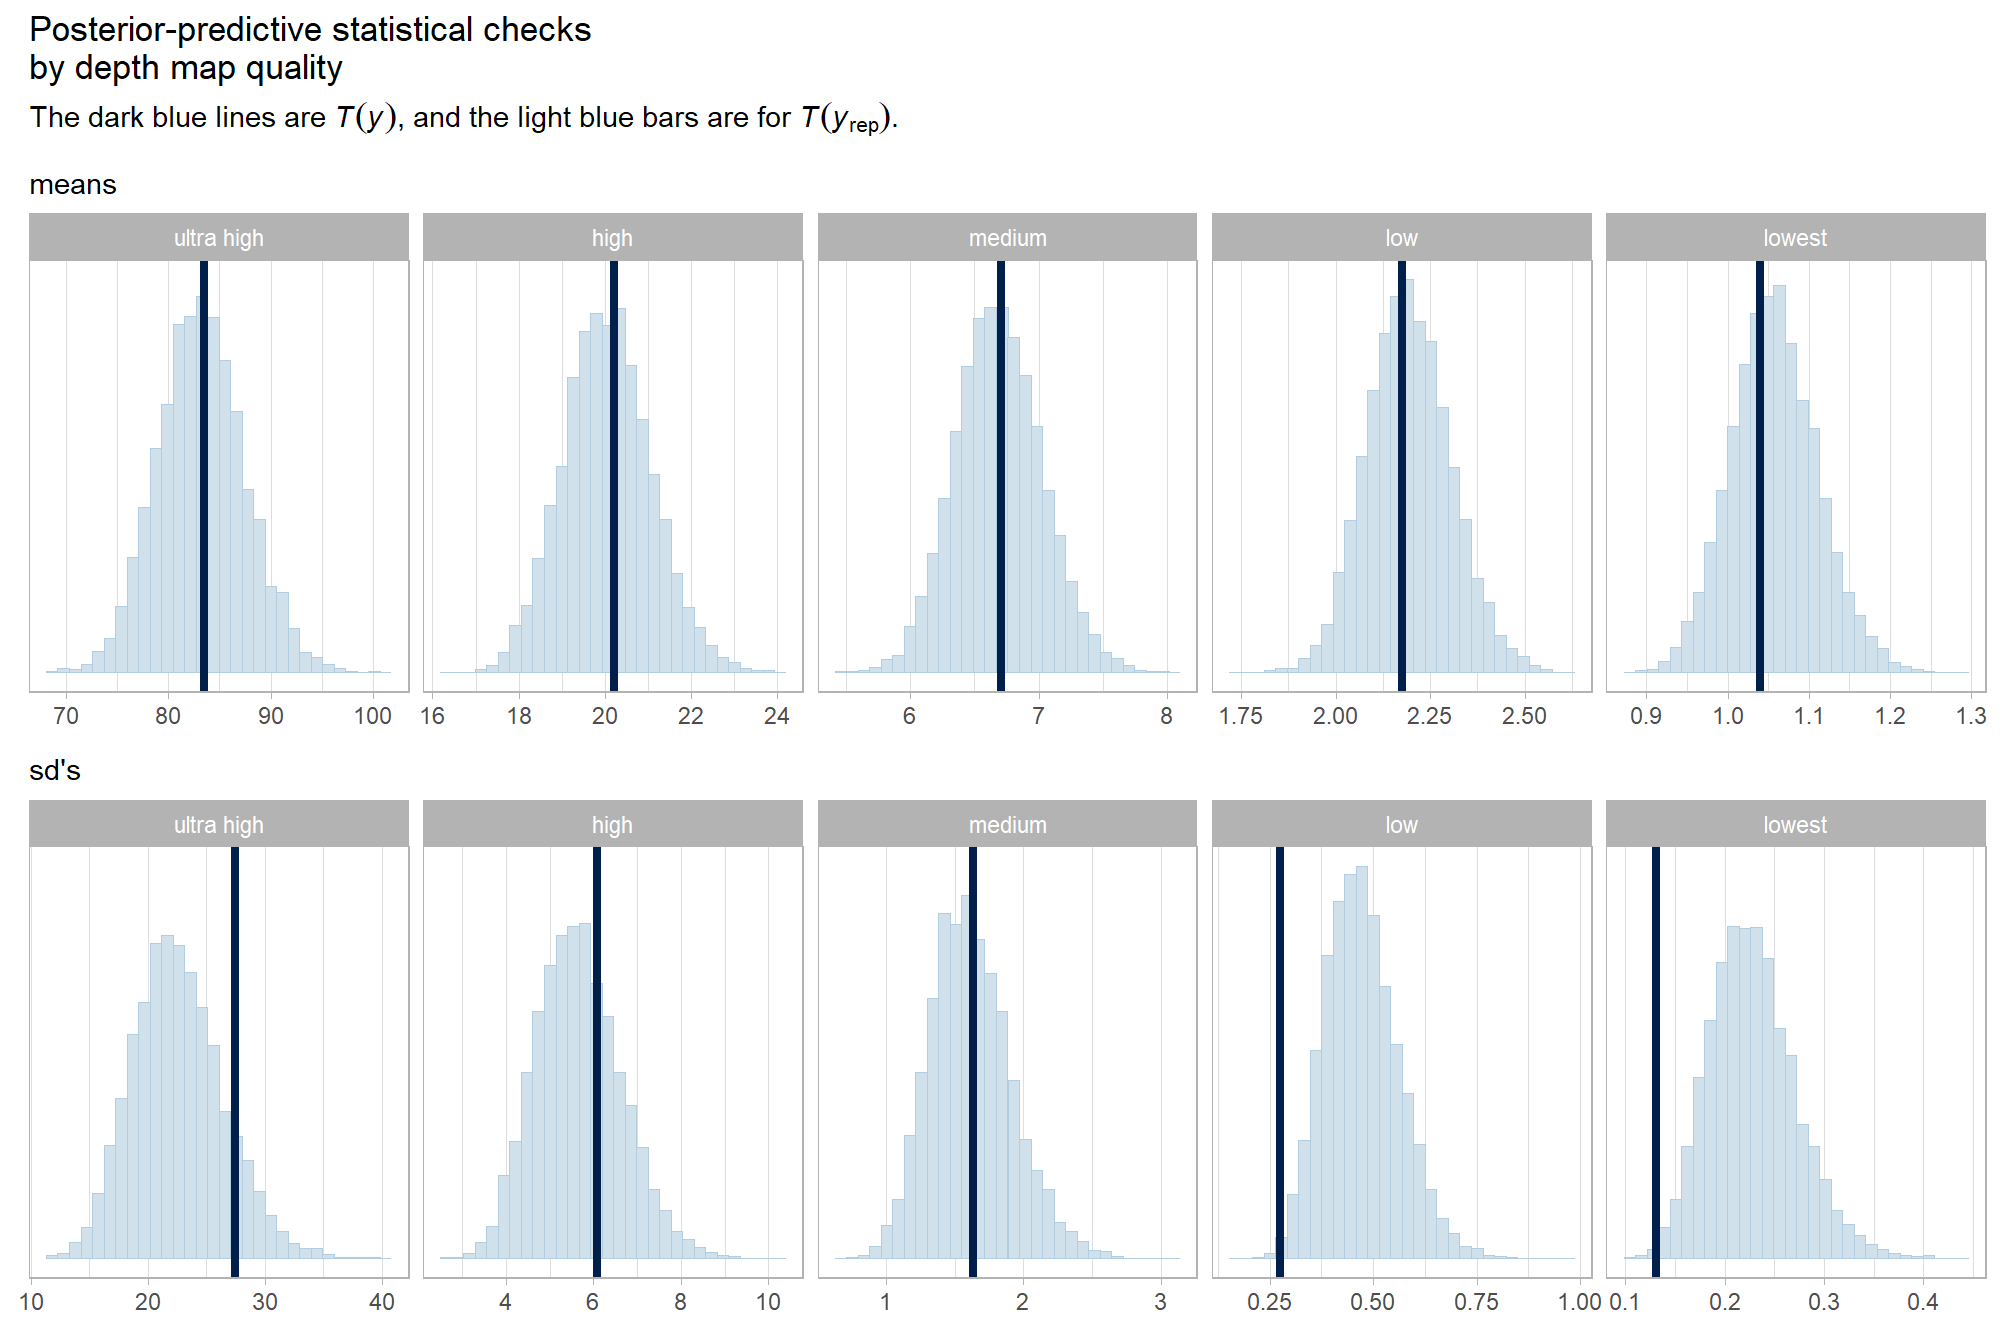 Posterior-predictive statistical checks
by depth map quality
The dark blue lines are T(y), and the light blue bars are for T(y_rep).
means
ultra high high medium low lowest
70 80 90 100 16 18 20 22 24 6 7 8 1.75 2.00 2.25 2.50 0.9 1.0 1.1 1.2 1.3
sd's
ultra high high medium low lowest
10 20 30 40 4 6 8 10 1 2 3 0.25 0.50 0.75 1.00 0.1 0.2 0.3 0.4